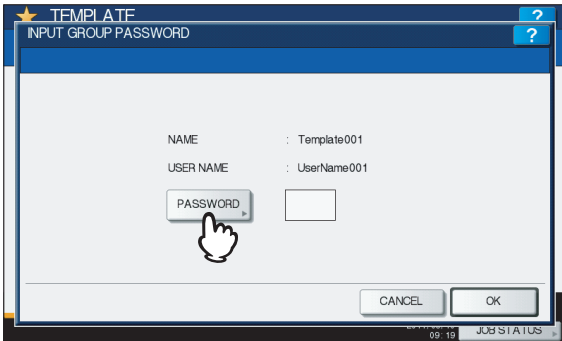 TEMPLATE ?
INPUT GROUP PASSWORD ?
NAME : Template001
USER NAME : UserName001
PASSWORD
CANCEL OK
09:19 JOB STATUS